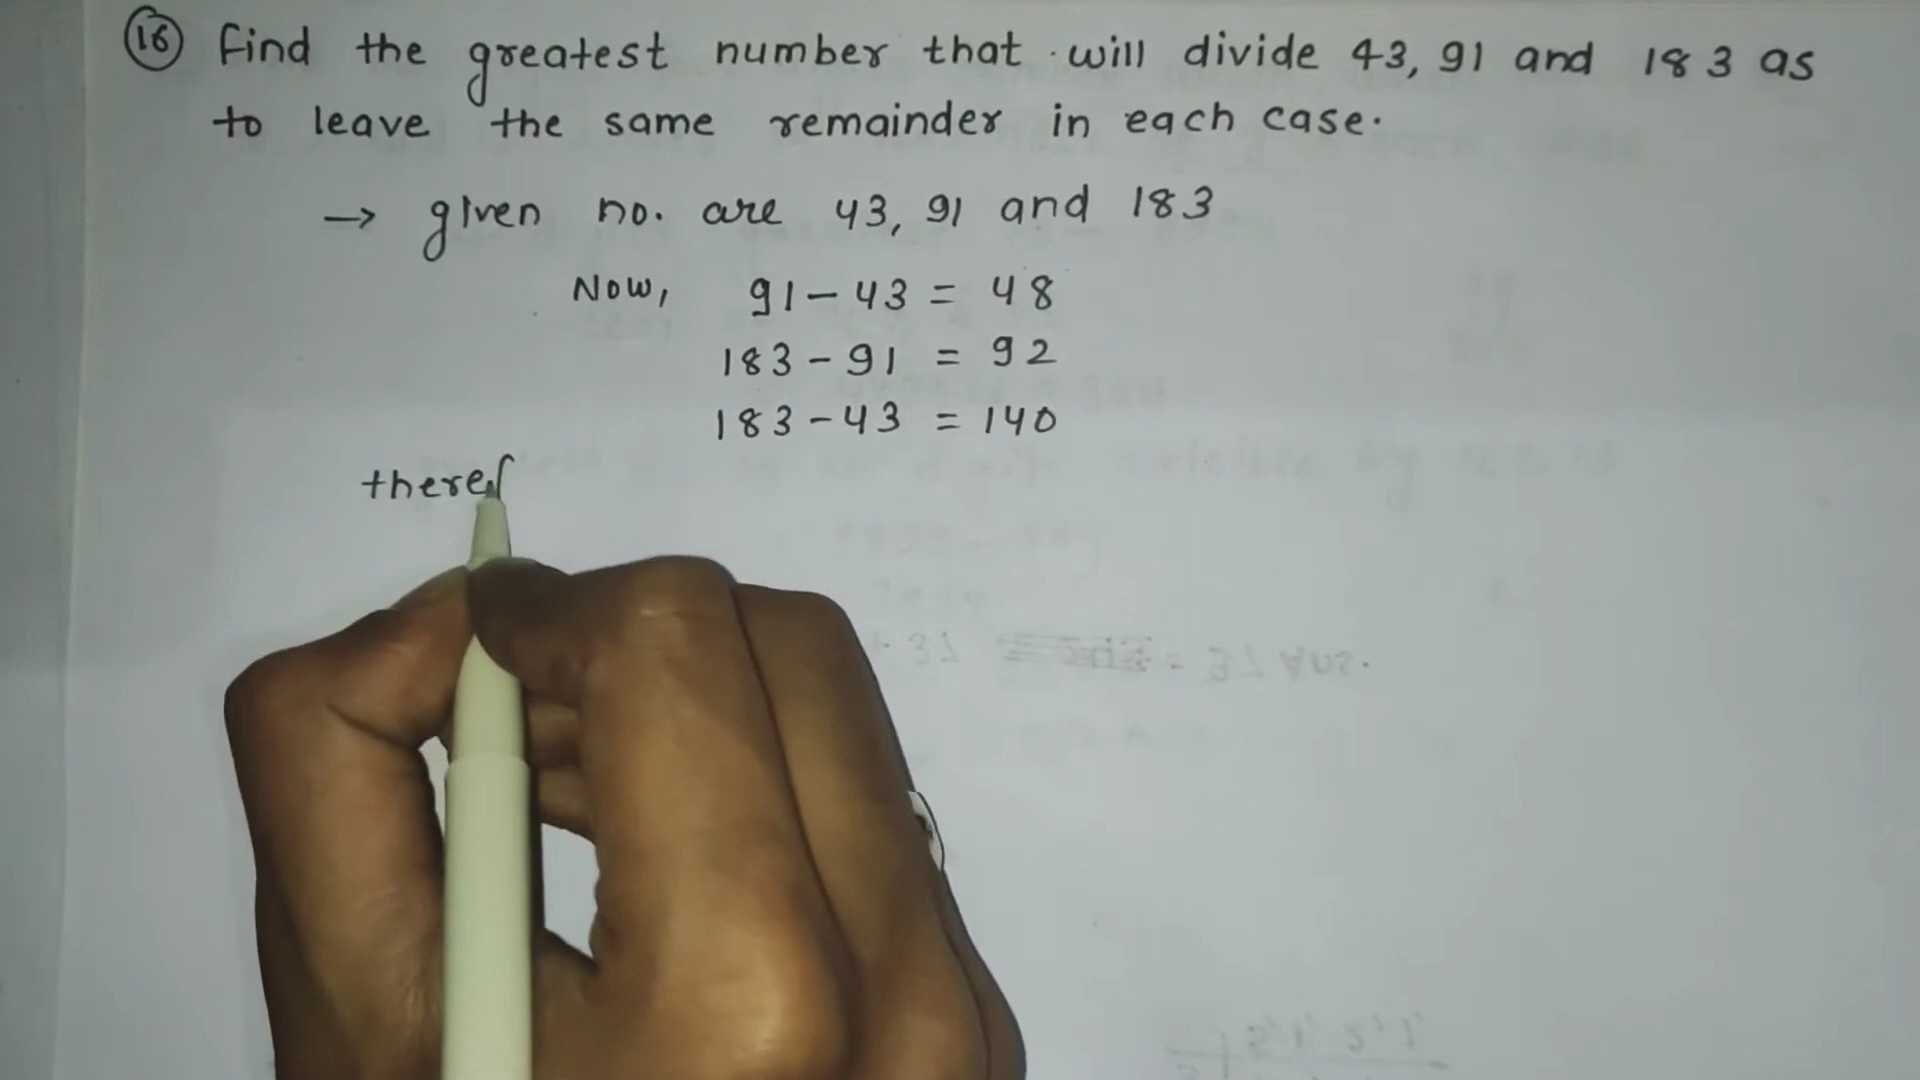 16 Find the greatest number that will divide 43, 91 and 183 as
to leave the same remainder in each case.
→ given no. are 43, 91 and 183
Now, 91 - 43 = 48
183 - 91 = 92
183 - 43 = 140
theref